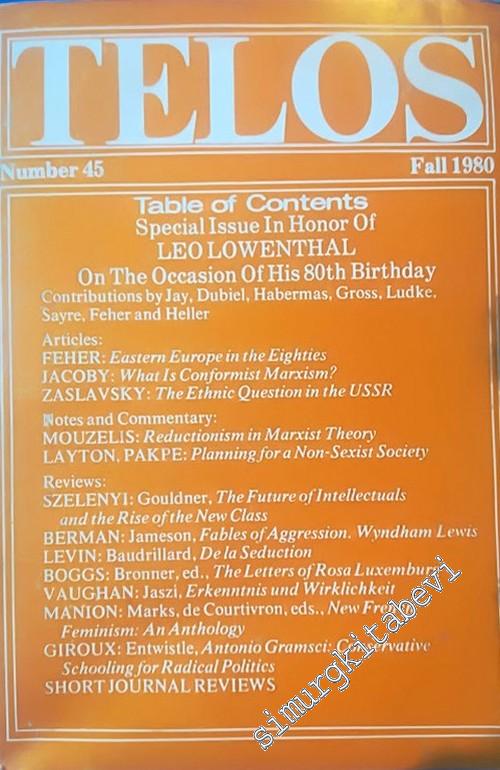 TELOS
Number 45 Fall 1980
Table of Contents
Special Issue In Honor Of
LEO LOWENTHAL
On The Occasion Of His 80th Birthday
Contributions by Jay, Dubiel, Habermas, Gross, Ludke,
Sayre, Feher and Heller
Articles:
FEHER: Eastern Europe in the Eighties
JACOBY: What Is Conformist Marxism?
ZASLAVSKY: The Ethnic Question in the USSR
Notes and Commentary:
MOUZELIS: Reductionism in Marxist Theory
LAYTON, PAKPE: Planning for a Non-Sexist Society
Reviews:
SZELENYI: Gouldner, The Future of Intellectuals
and the Rise of the New Class
BERMAN: Jameson, Fables of Aggression. Wyndham Lewis
LEVIN: Baudrillard, De la Seduction
BOGGS: Bronner, ed., The Letters of Rosa Luxemburg
VAUGHAN: Jaszi, Erkenntnis und Wirklichkeit
MANION: Marks, de Courtivron, eds., New French
Feminism: An Anthology
GIROUX: Entwistle, Antonio Gramsci: Conservative
Schooling for Radical Politics
SHORT JOURNAL REVIEWS
simurgkitabevi